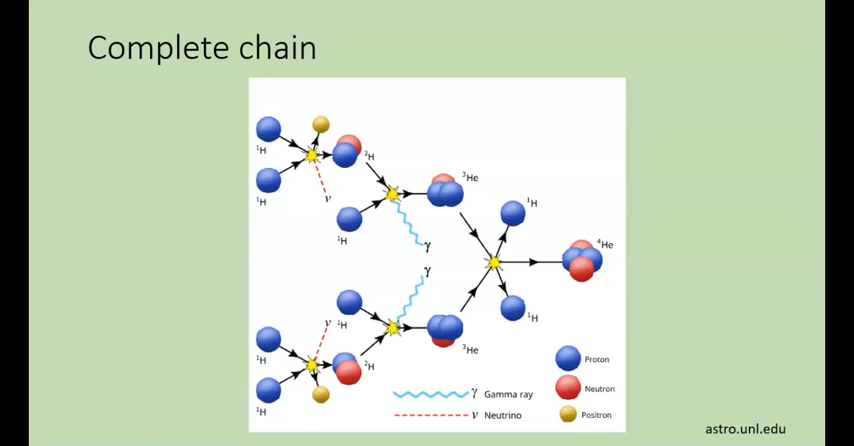 Complete chain
¹H
¹H
ν
²H
¹H
γ
³He
¹H
⁴He
¹H
γ
ν
¹H
¹H
¹H
²H
³He
γ Gamma ray
ν Neutrino
Proton
Neutron
Positron
astro.unl.edu